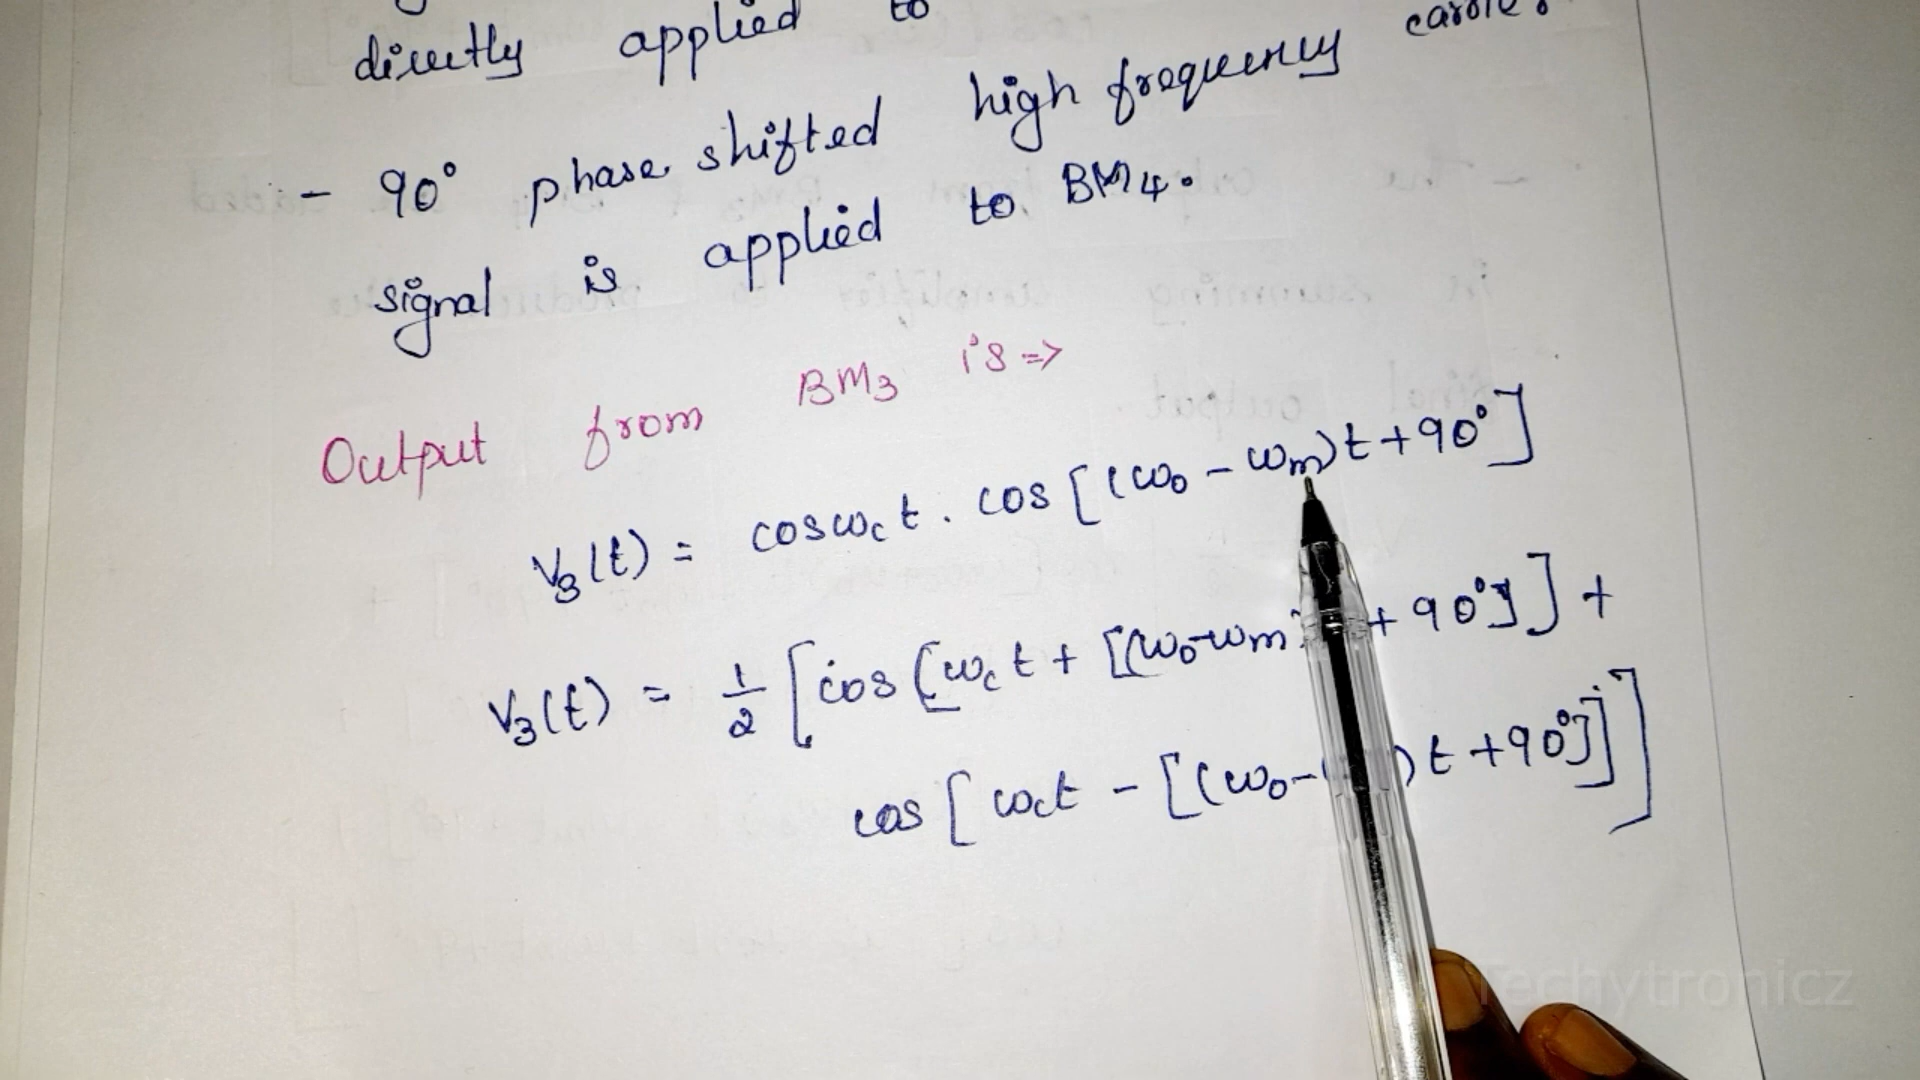 directly applied to
- 90° phase shifted high frequency carrier
signal is applied to BM4.
Output from BM3 is =>
V3(t) = cosωct . cos[(ω0 - ωm)t+90°]
V3(t) = 1/2 [cos[ωct + [(ω0-ωm) +90°]] +
cos[ωct - [(ω0- )t +90°]]]
Techytronicz